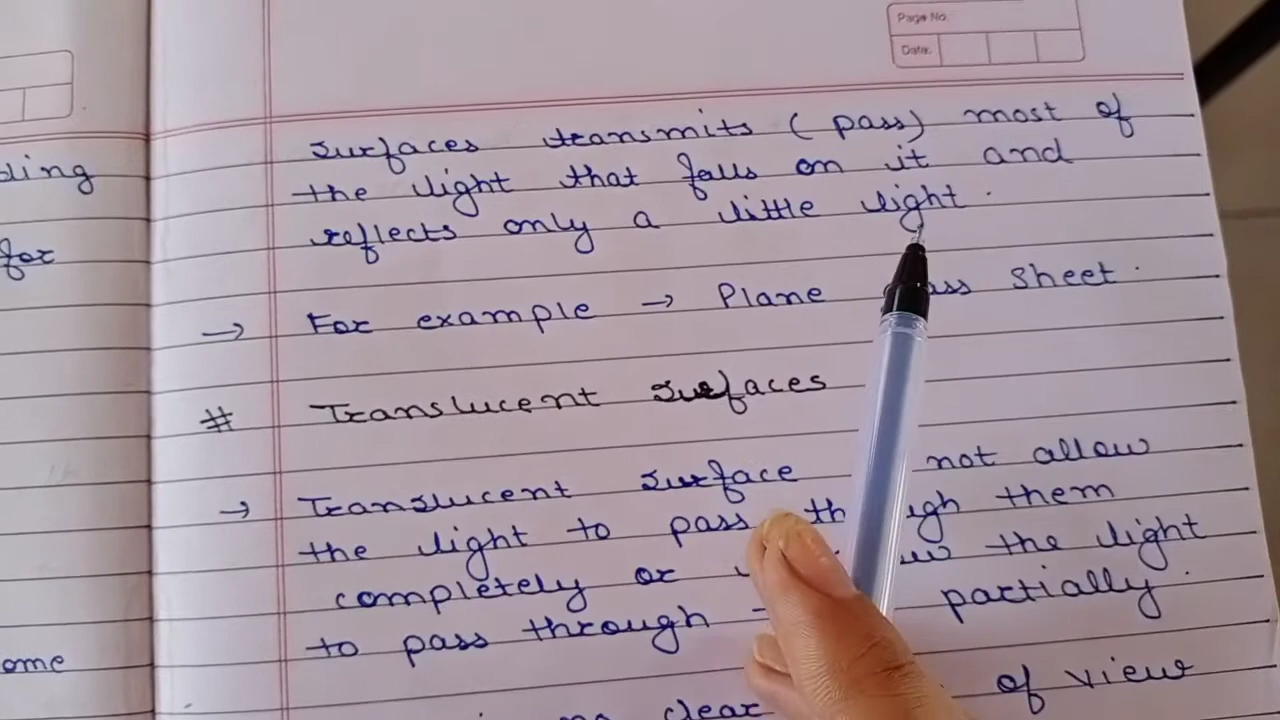 Page No.
Date:
surfaces transmits (pass) most of
the light that falls on it and
reflects only a little light.
→ For example → Plane ass Sheet.
# Translucent Surfaces
→ Translucent Surface not allow
the light to pass th ugh them
completely or the light
to pass through partially.
clear of view
bling
for
ome